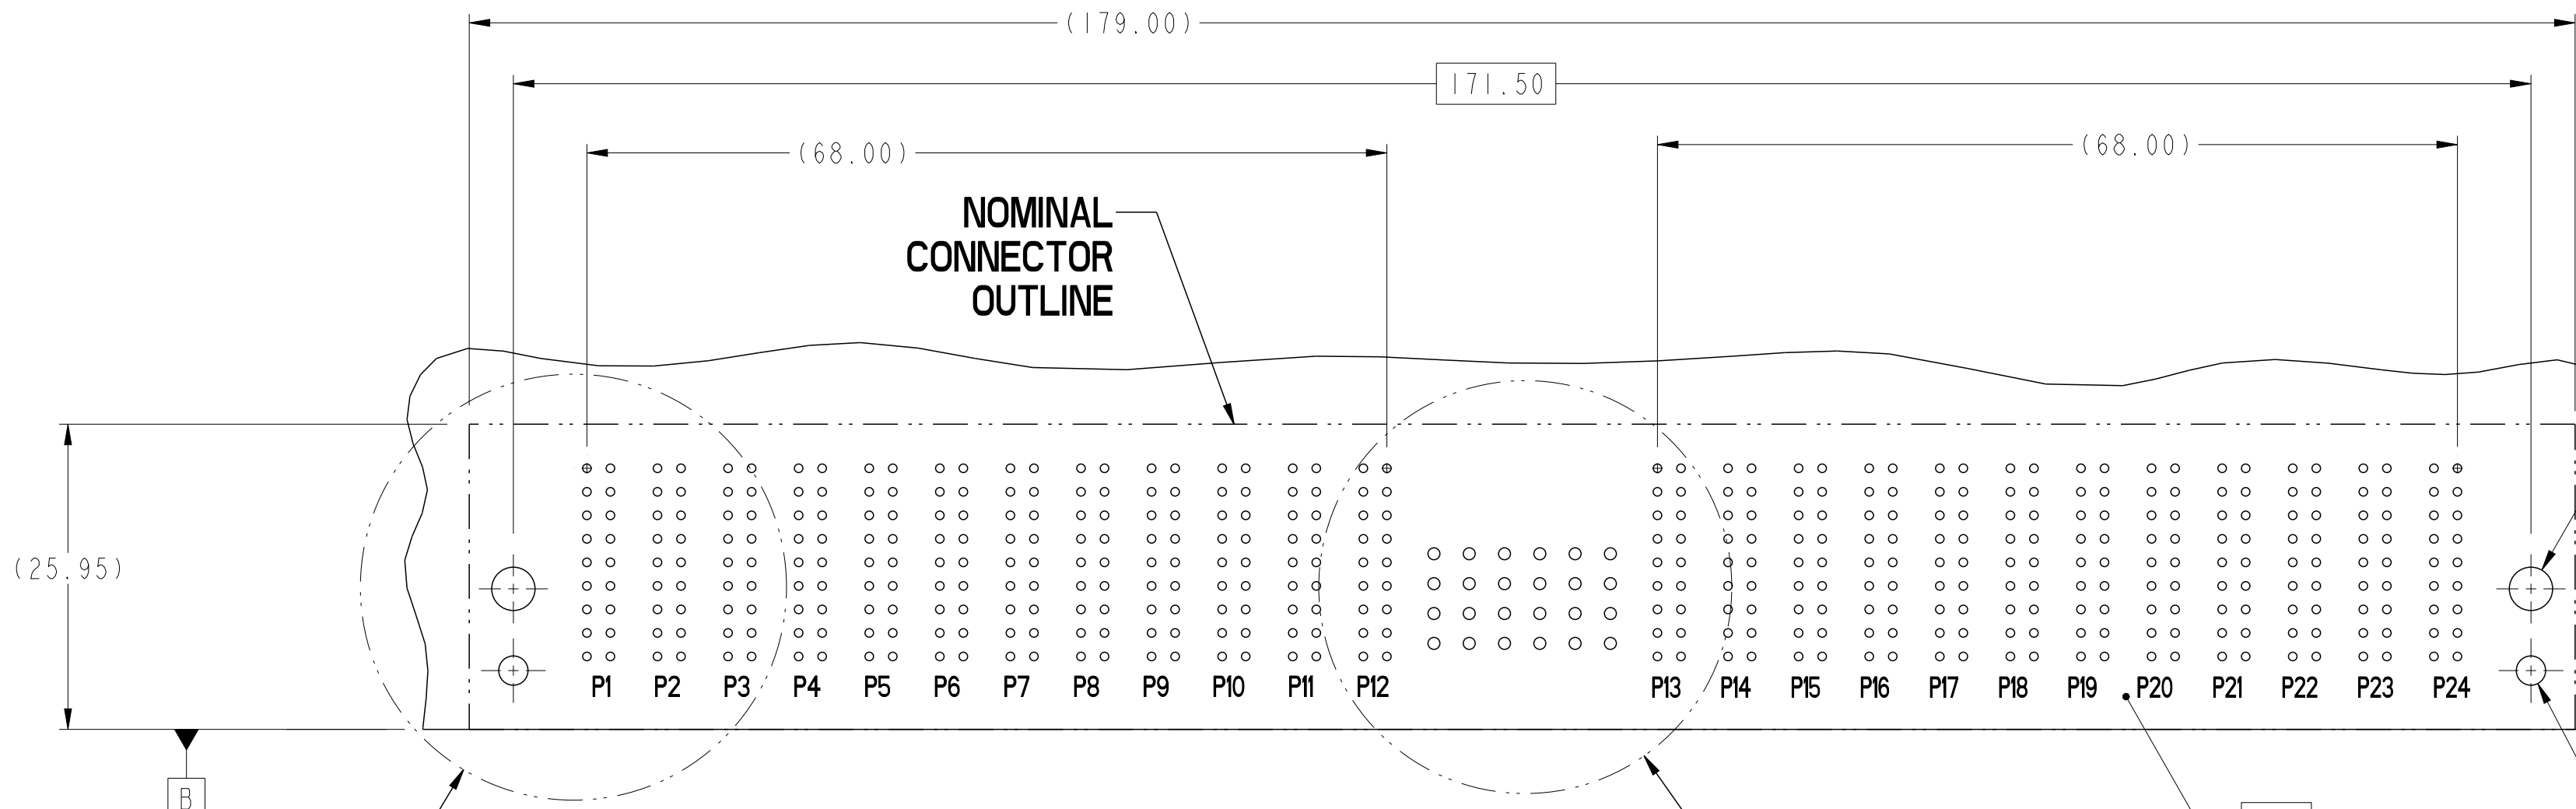 (179.00)
171.50
(68.00)
(68.00)
NOMINAL
CONNECTOR
OUTLINE
(25.95)
P1 P2 P3 P4 P5 P6 P7 P8 P9 P10 P11 P12 P13 P14 P15 P16 P17 P18 P19 P20 P21 P22 P23 P24
B